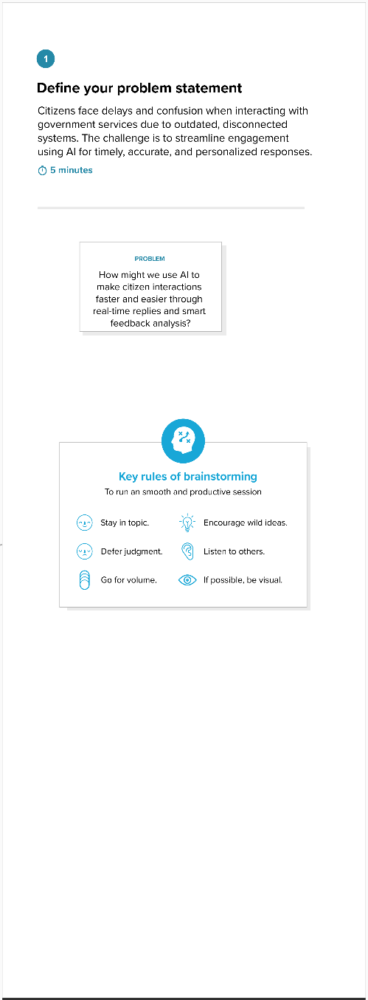 1
Define your problem statement
Citizens face delays and confusion when interacting with
government services due to outdated, disconnected
systems. The challenge is to streamline engagement
using AI for timely, accurate, and personalized responses.
5 minutes
PROBLEM
How might we use AI to
make citizen interactions
faster and easier through
real-time replies and smart
feedback analysis?
Key rules of brainstorming
To run an smooth and productive session
Stay in topic.
Encourage wild ideas.
Defer judgment.
Listen to others.
Go for volume.
If possible, be visual.